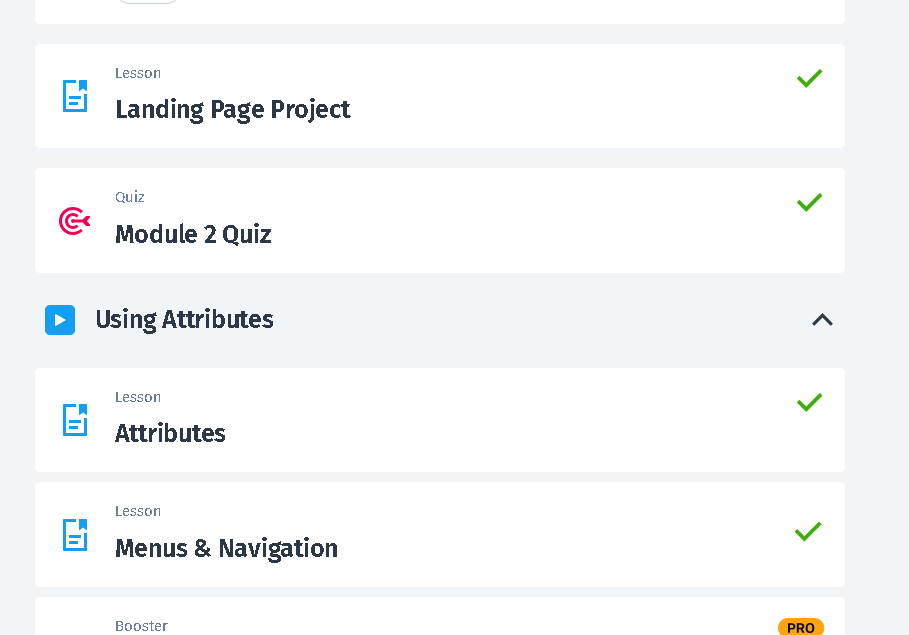 Lesson
Landing Page Project
Quiz
Module 2 Quiz
Using Attributes
Lesson
Attributes
Lesson
Menus & Navigation
Booster
PRO